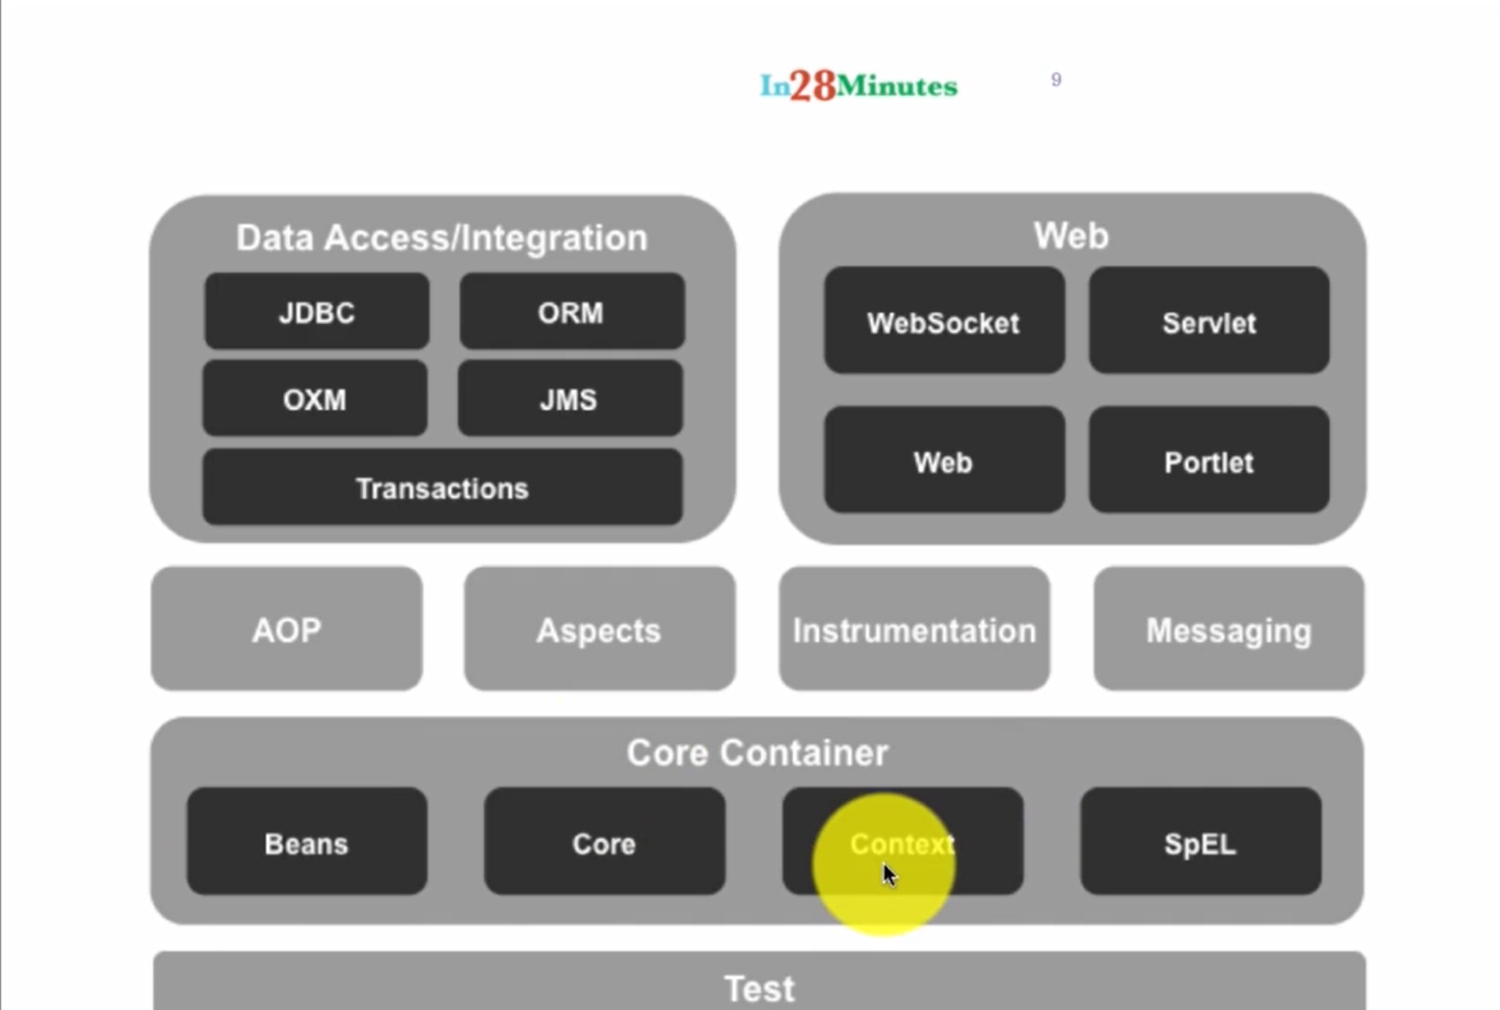 In28Minutes 9
Data Access/Integration
JDBC ORM
OXM JMS
Transactions
Web
WebSocket Servlet
Web Portlet
AOP Aspects Instrumentation Messaging
Core Container
Beans Core Context SpEL
Test